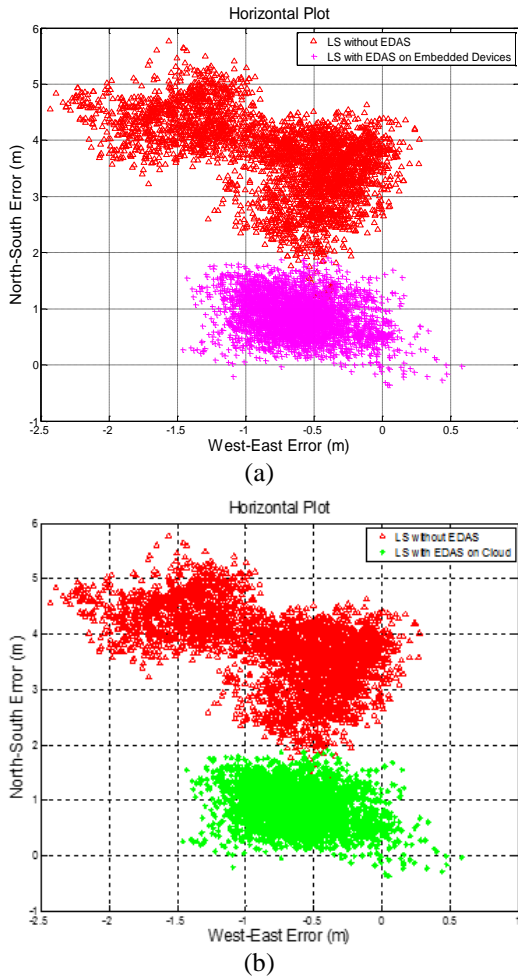 Horizontal Plot
LS without EDAS
LS with EDAS on Embedded Devices
North-South Error (m)
6
5
4
3
2
1
0
-1
-2.5 -2 -1.5 -1 -0.5 0 0.5 1
West-East Error (m)
(a)
Horizontal Plot
LS without EDAS
LS with EDAS on Cloud
North-South Error (m)
6
5
4
3
2
1
0
-1
-2.5 -2 -1.5 -1 -0.5 0 0.5 1
West-East Error (m)
(b)